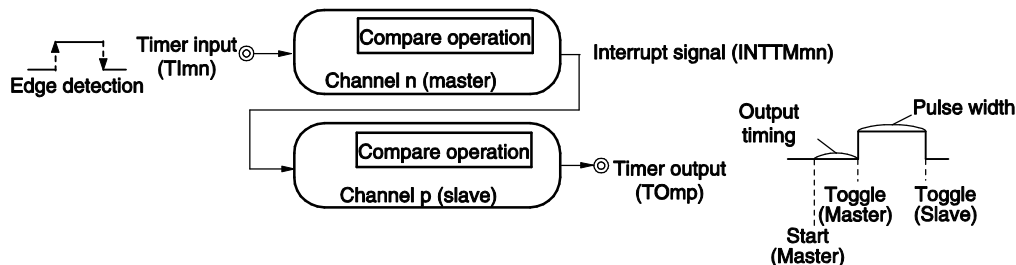 Timer input
(TImn)
Edge detection
Compare operation
Channel n (master)
Interrupt signal (INTTMmn)
Compare operation
Channel p (slave)
Timer output
(TOmp)
Output
timing
Pulse width
Toggle
(Master)
Toggle
(Slave)
Start
(Master)